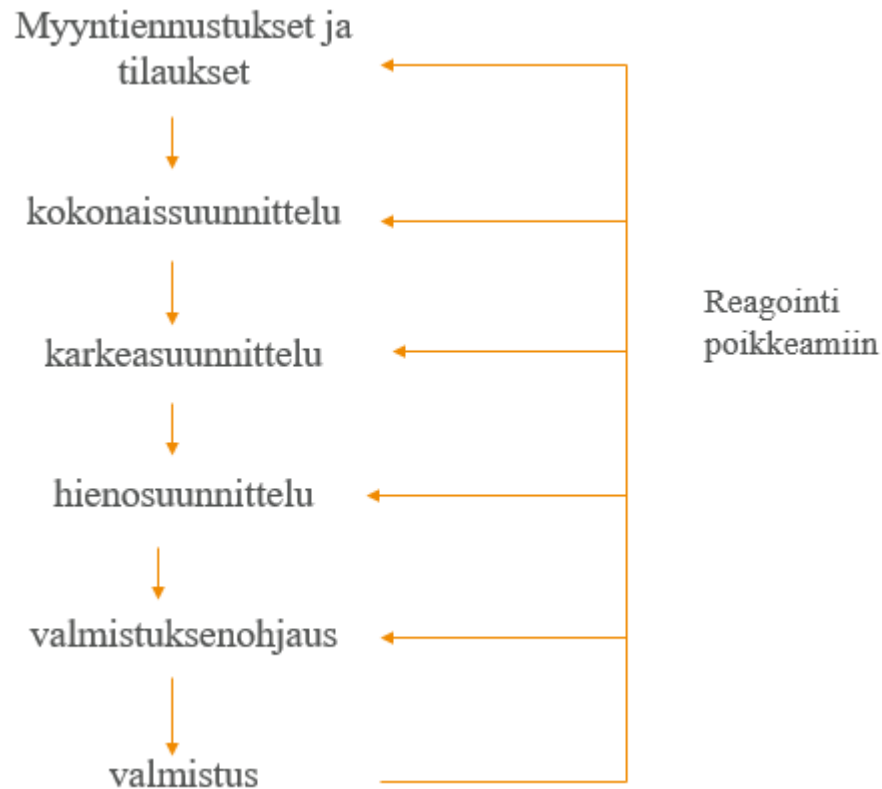 Myyntiennustukset ja
tilaukset
kokonaissuunnittelu
Reagointi
poikkeamiin
karkeasuunnittelu
hienosuunnittelu
valmistuksenohjaus
valmistus